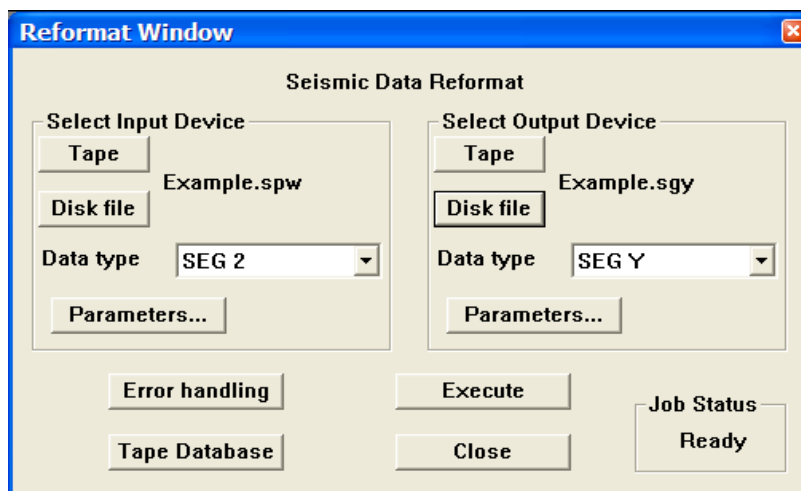 Reformat Window
Seismic Data Reformat
Select Input Device
Tape
Example.spw
Disk file
Data type
SEG 2
Parameters...
Select Output Device
Tape
Example.sgy
Disk file
Data type
SEG Y
Parameters...
Error handling
Execute
Tape Database
Close
Job Status
Ready